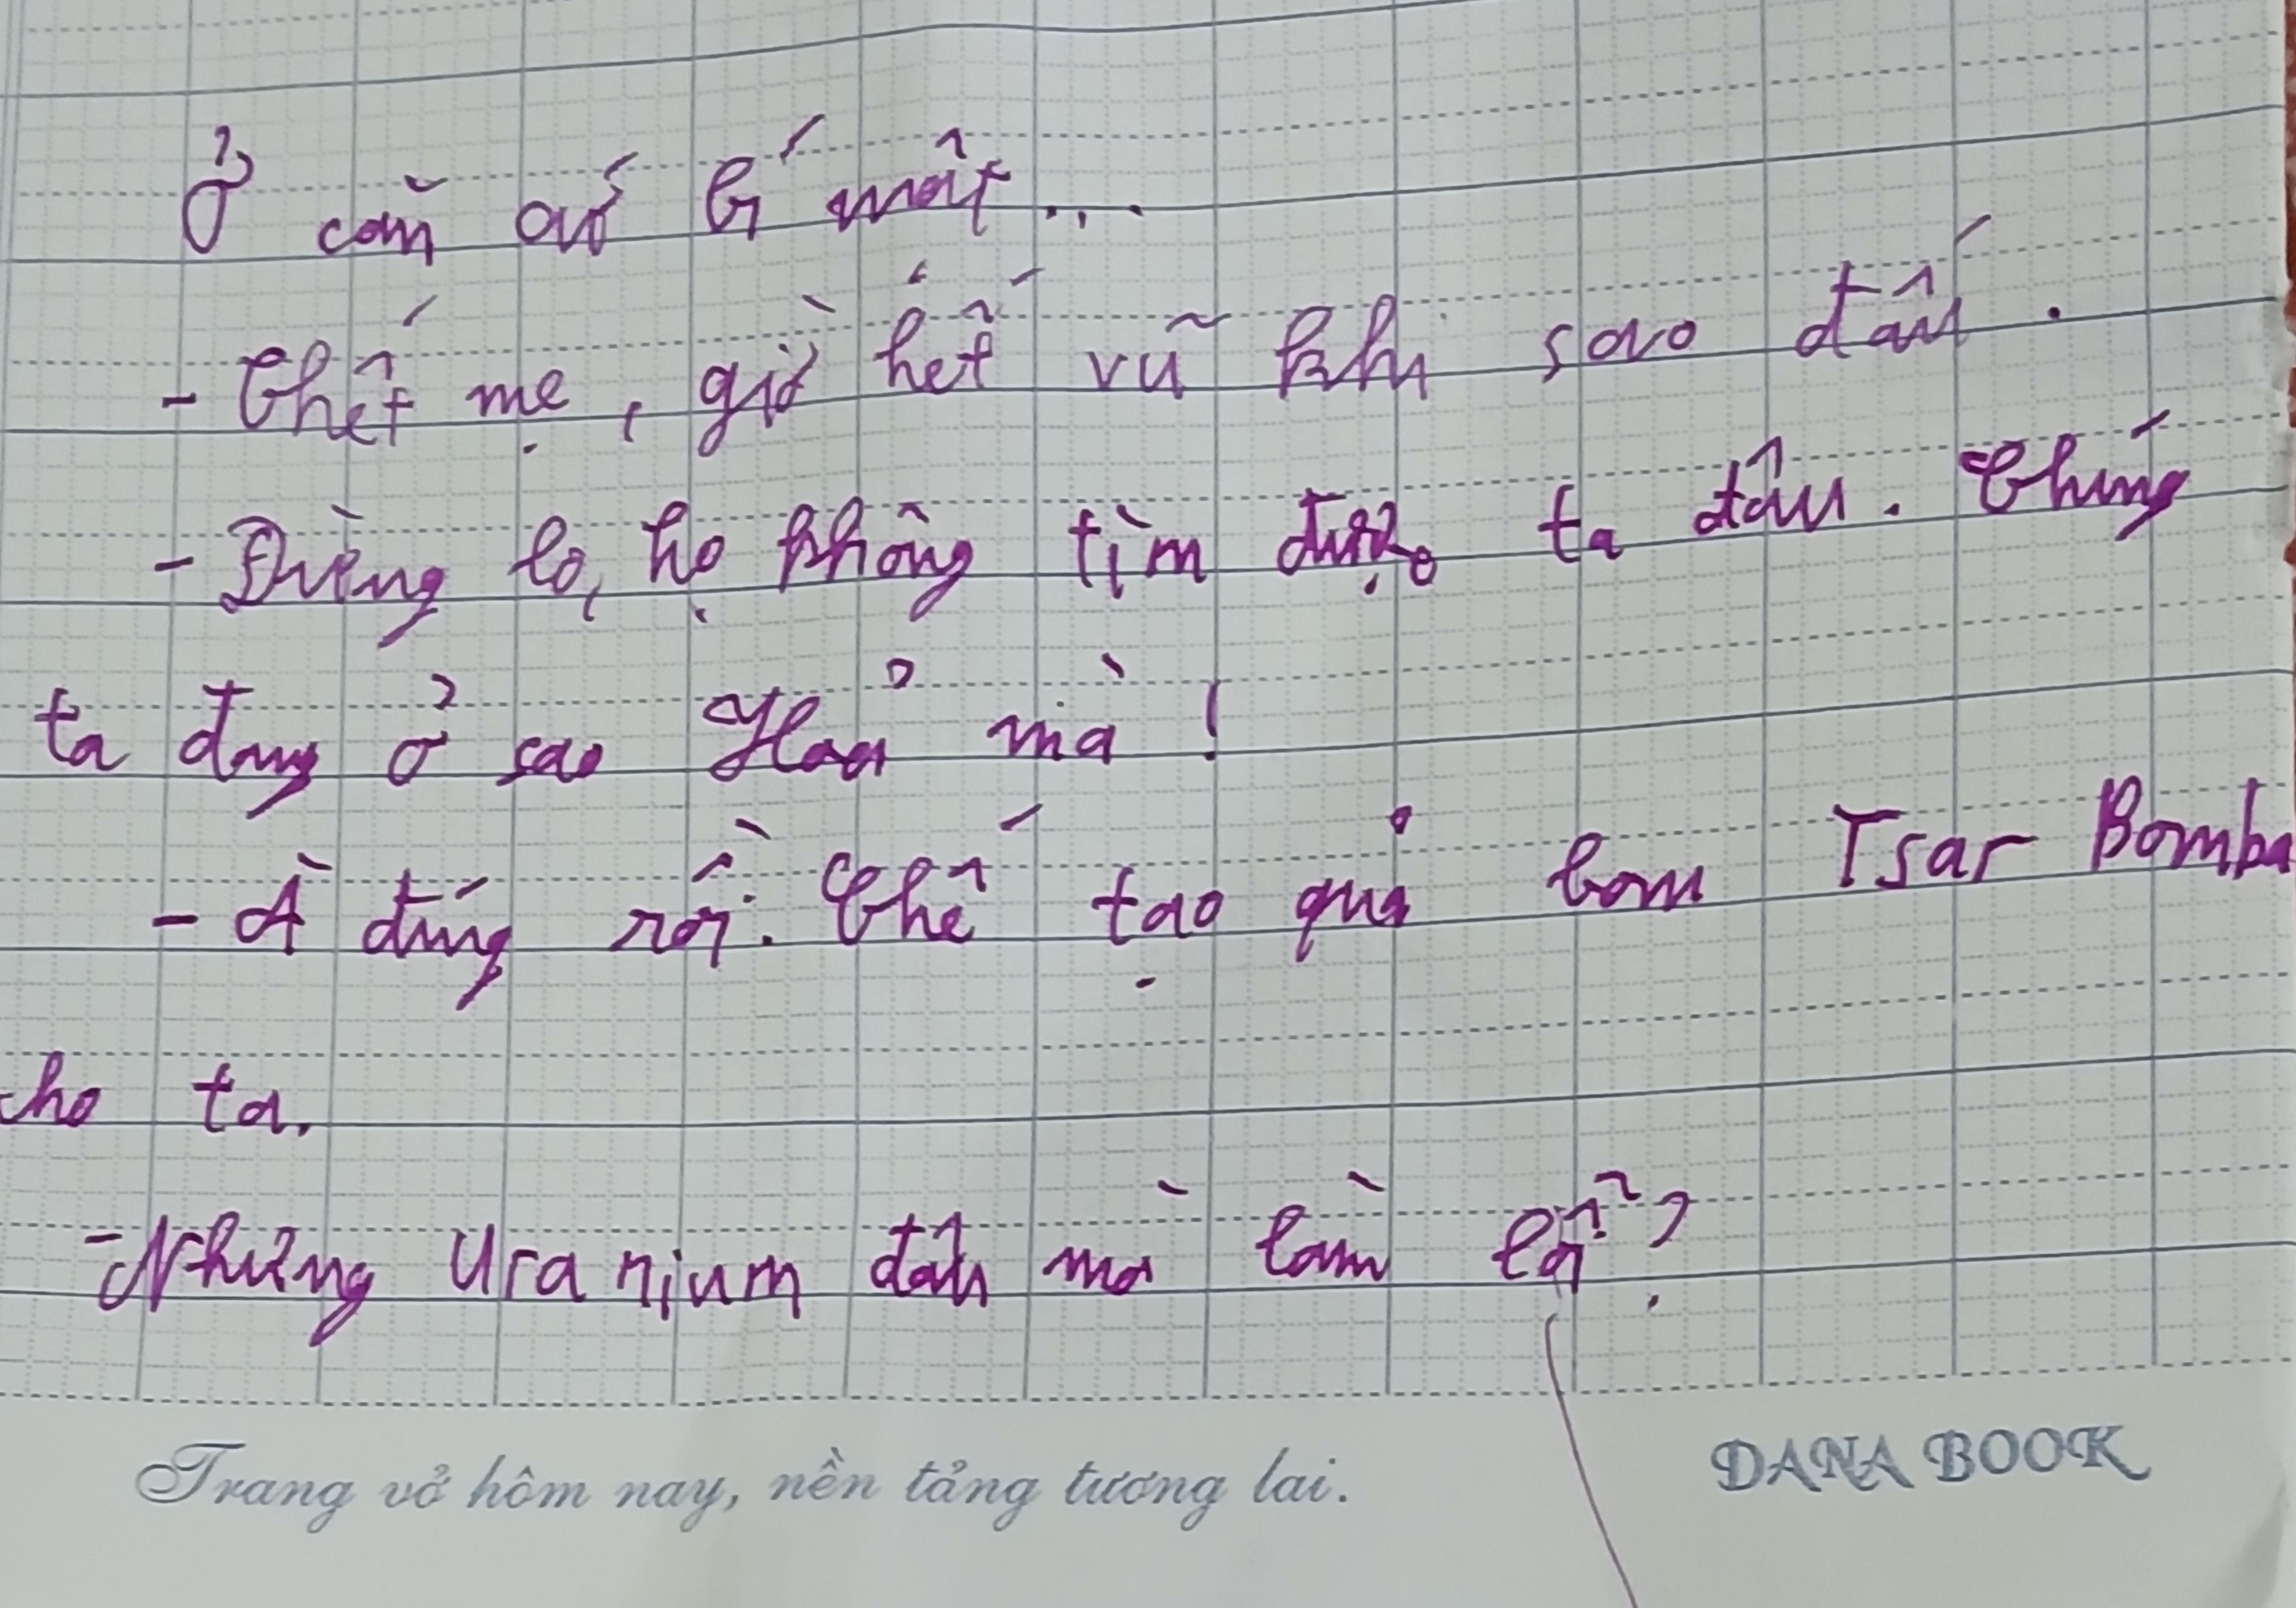 Ở căn cứ bí mật...
- Chết mẹ, giờ hết vũ khí sao đấu.
- Đừng lo, họ không tìm được ta đâu. Chúng
ta đang ở sao Hoả mà!
- À đúng rồi. Chế tạo quả bom Tsar Bomba
cho ta.
- Nhưng Uranium đâu mà làm
Trang vở hôm nay, nền tảng tương lai.
DANA BOOK